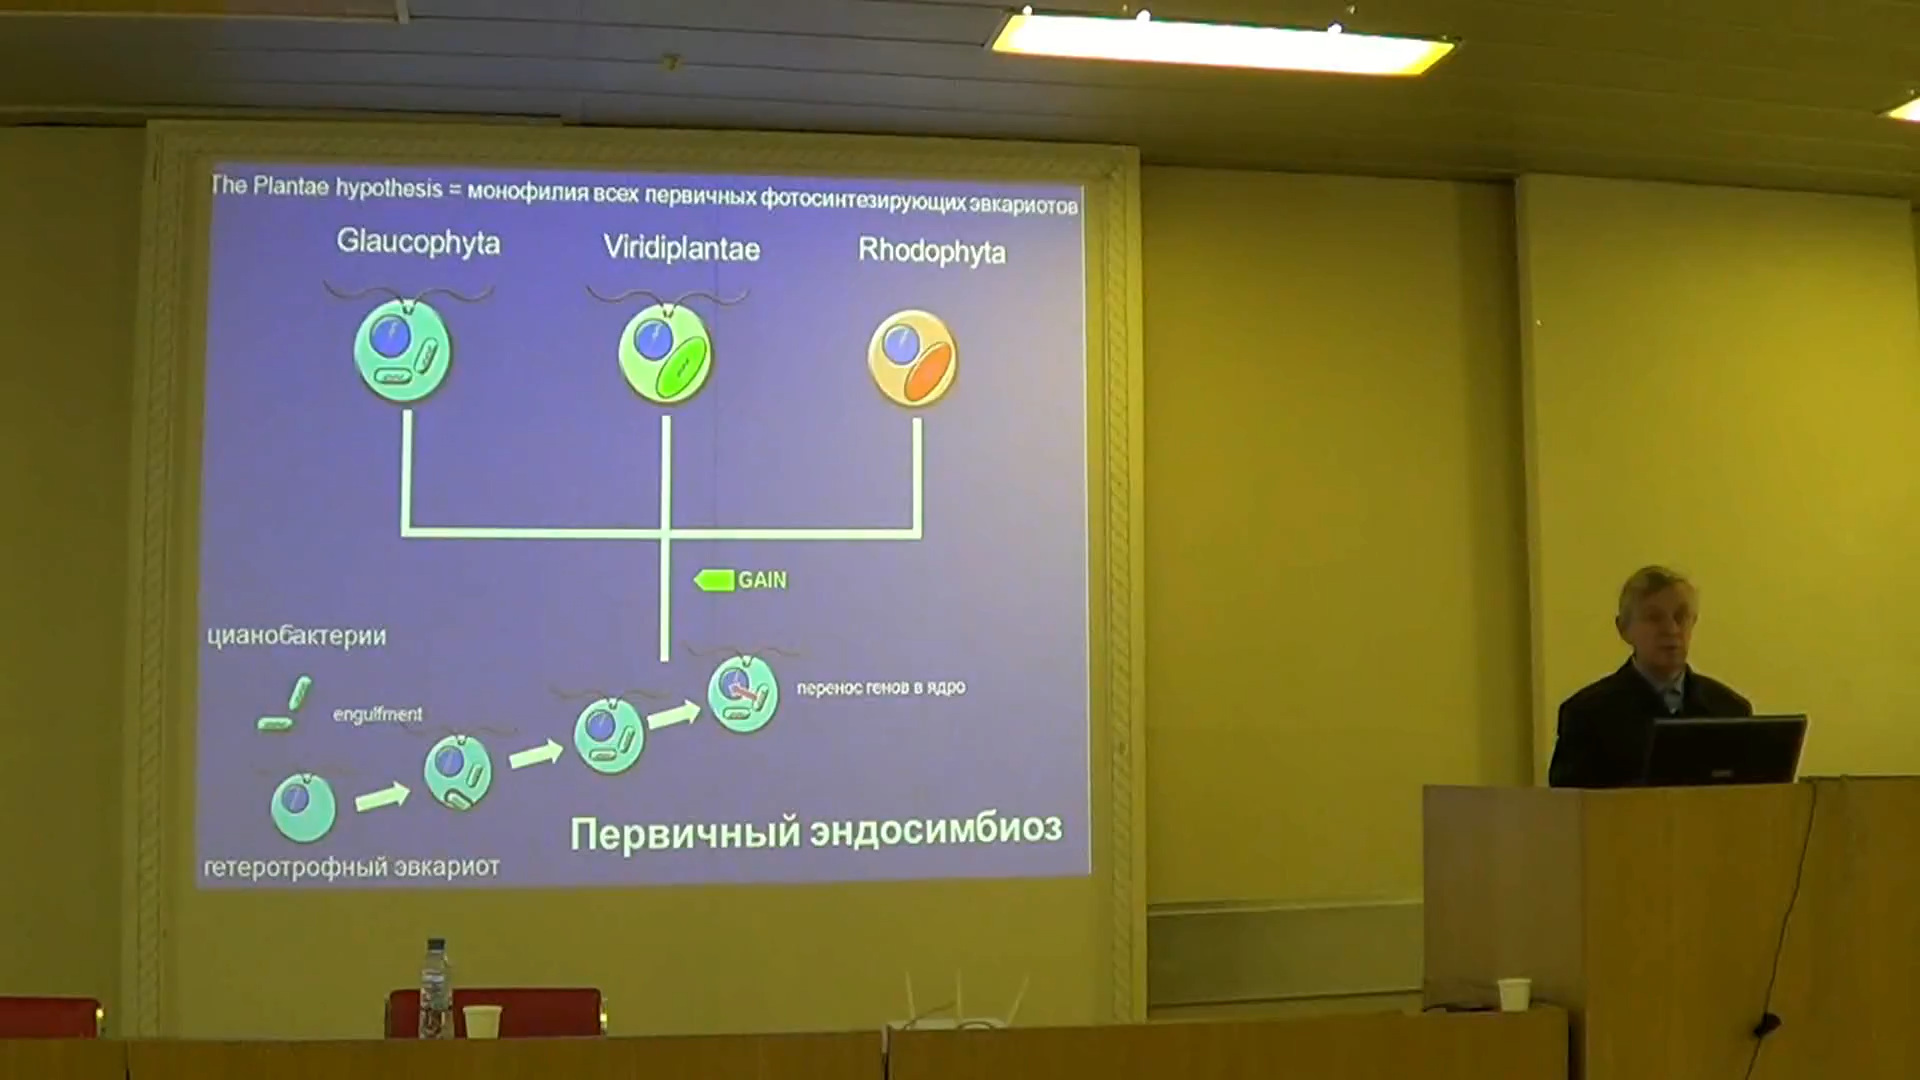 The Plantae hypothesis = монофилия всех первичных фотосинтезирующих эвкариотов
Glaucophyta Viridiplantae Rhodophyta
GAIN
цианобактерии
перенос генов в ядро
engulfment
Первичный эндосимбиоз
гетеротрофный эвкариот